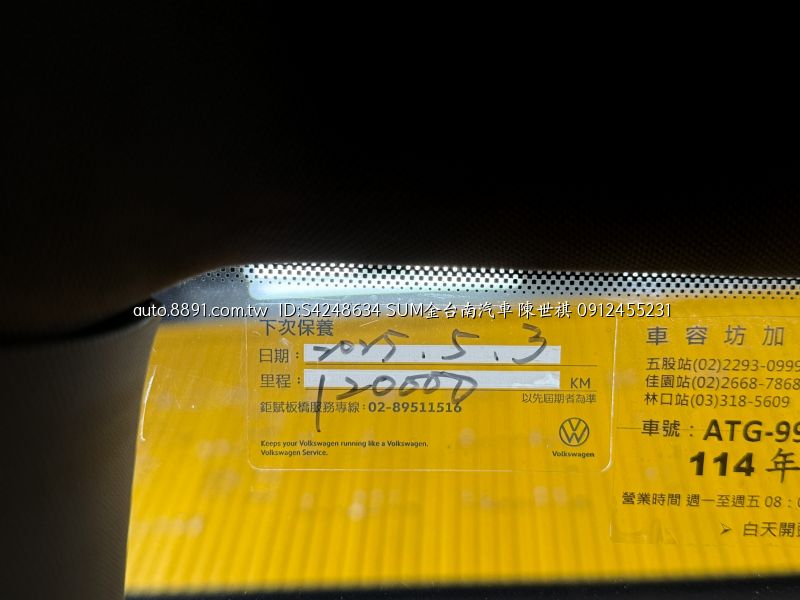 auto.8891.com.tw ID:S4248634 SUM金台南汽車 陳世祺 0912455231
下次保養
日期：2025.5.3
里程：120000 KM
以先屆期者為準
鉅賦板橋服務專線：02-89511516
Keeps your Volkswagen running like a Volkswagen.
Volkswagen Service.
Volkswagen
車容坊加
五股站(02)2293-0999
佳園站(02)2668-7868
林口站(03)318-5609
車號：ATG-99
114年
營業時間 週一至週五 08：0
➢ 白天開